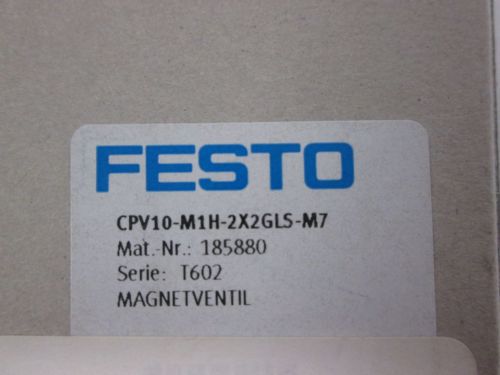 FESTO
CPV10-M1H-2X2GLS-M7
Mat.-Nr.: 185880
Serie: T602
MAGNETVENTIL